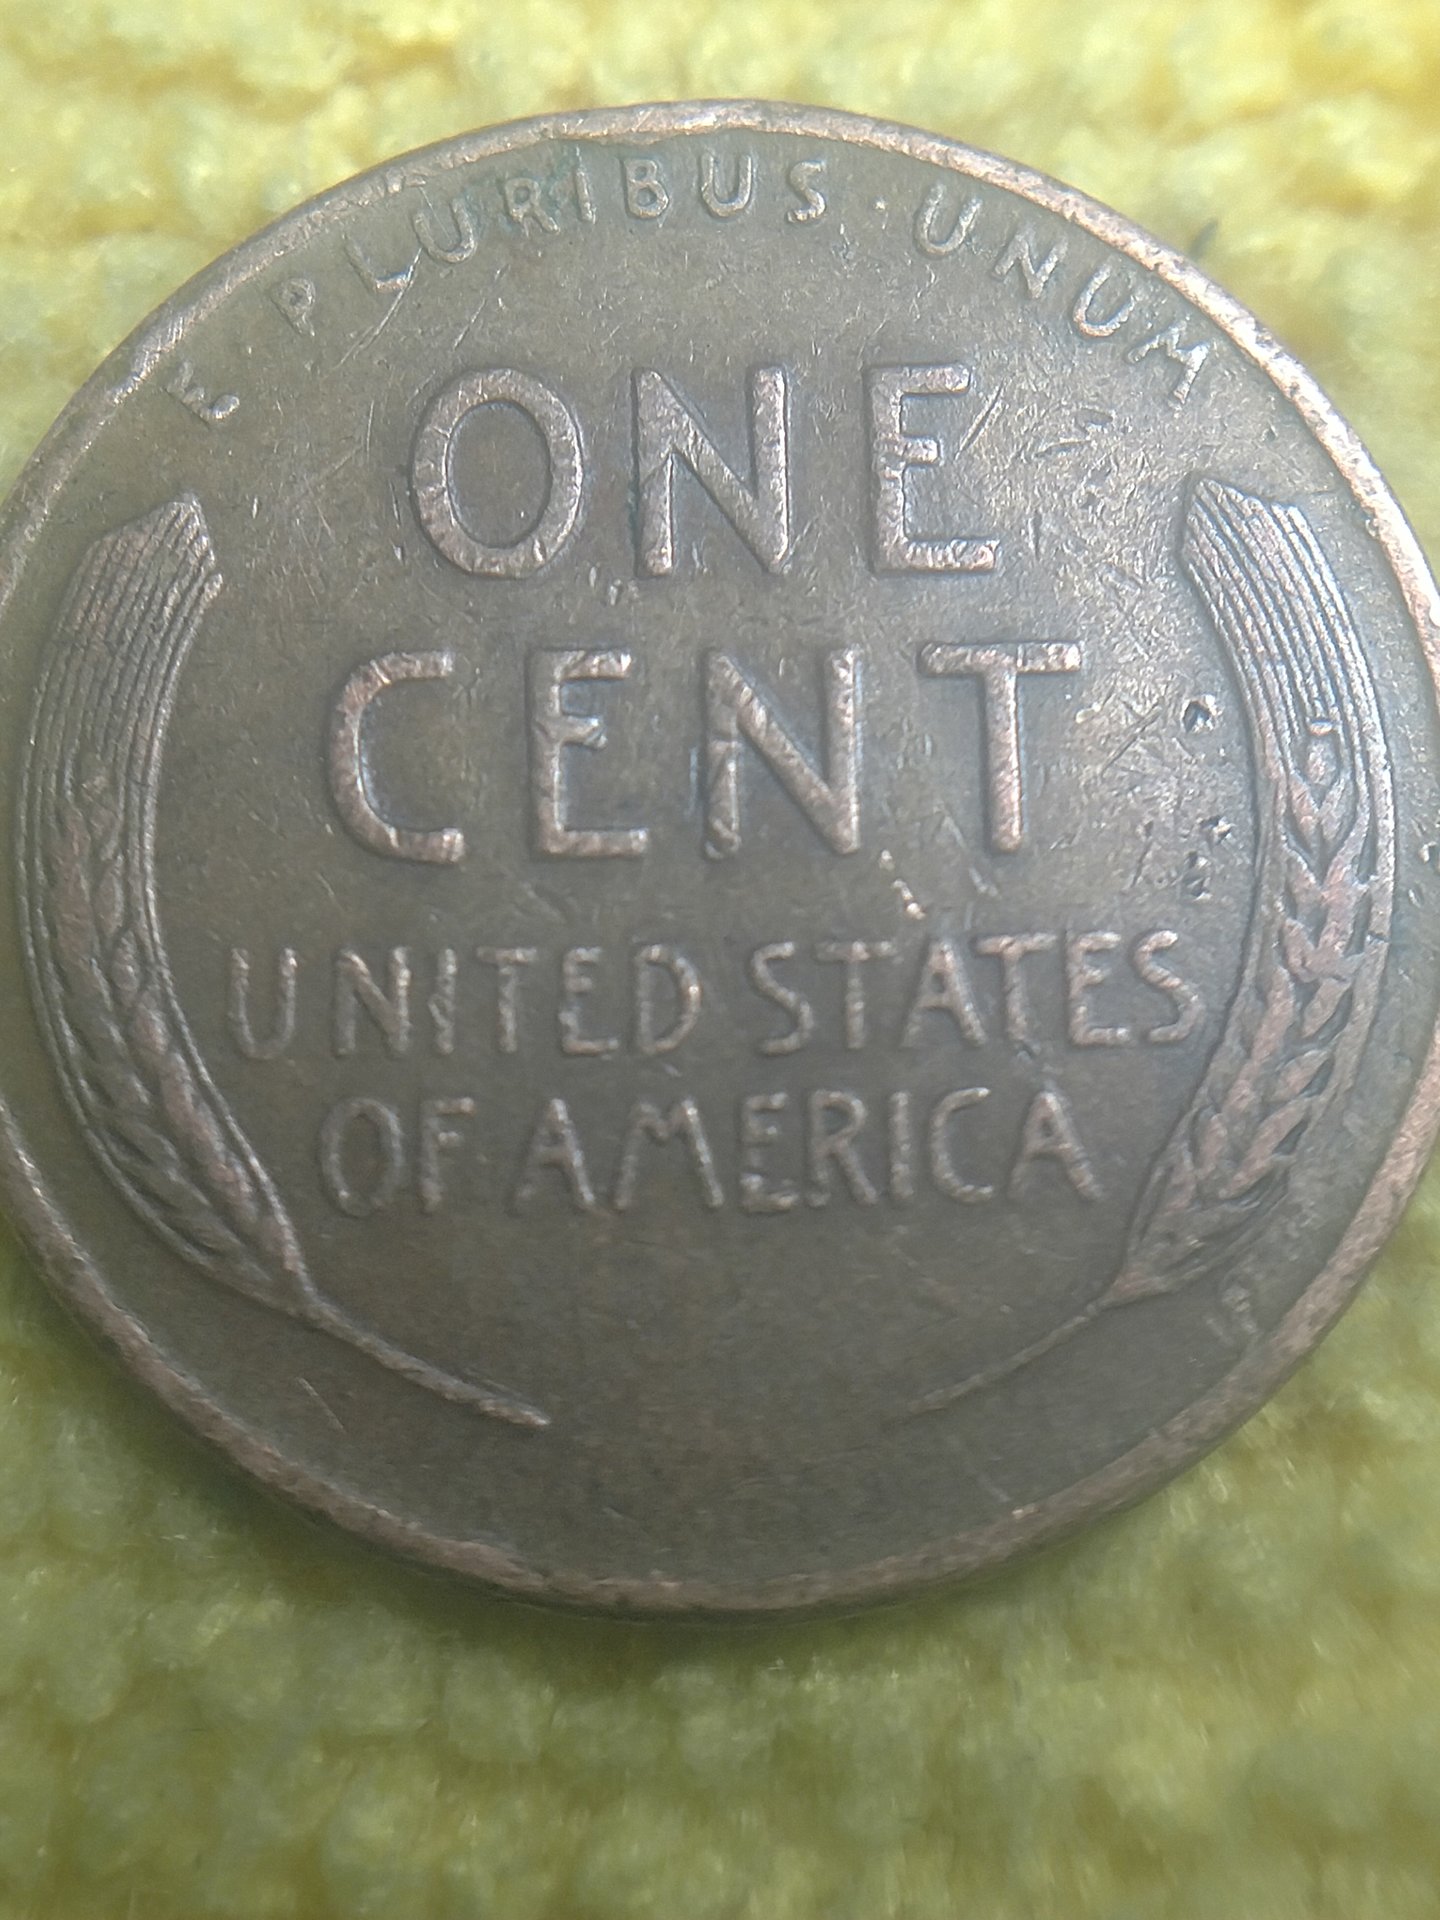 E PLURIBUS · UNUM
ONE
CENT
UNITED STATES
OF AMERICA